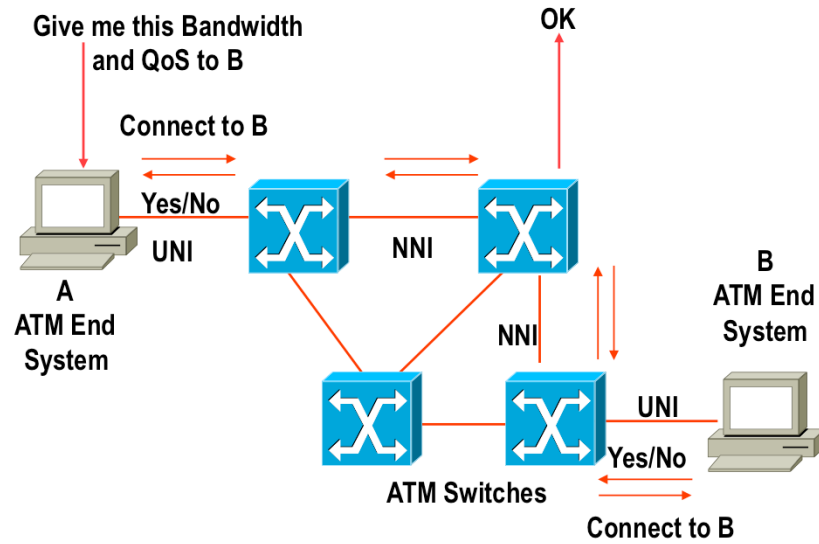 Give me this Bandwidth
and QoS to B
OK
Connect to B
Yes/No
UNI
NNI
A
ATM End
System
B
ATM End
System
NNI
UNI
Yes/No
ATM Switches
Connect to B